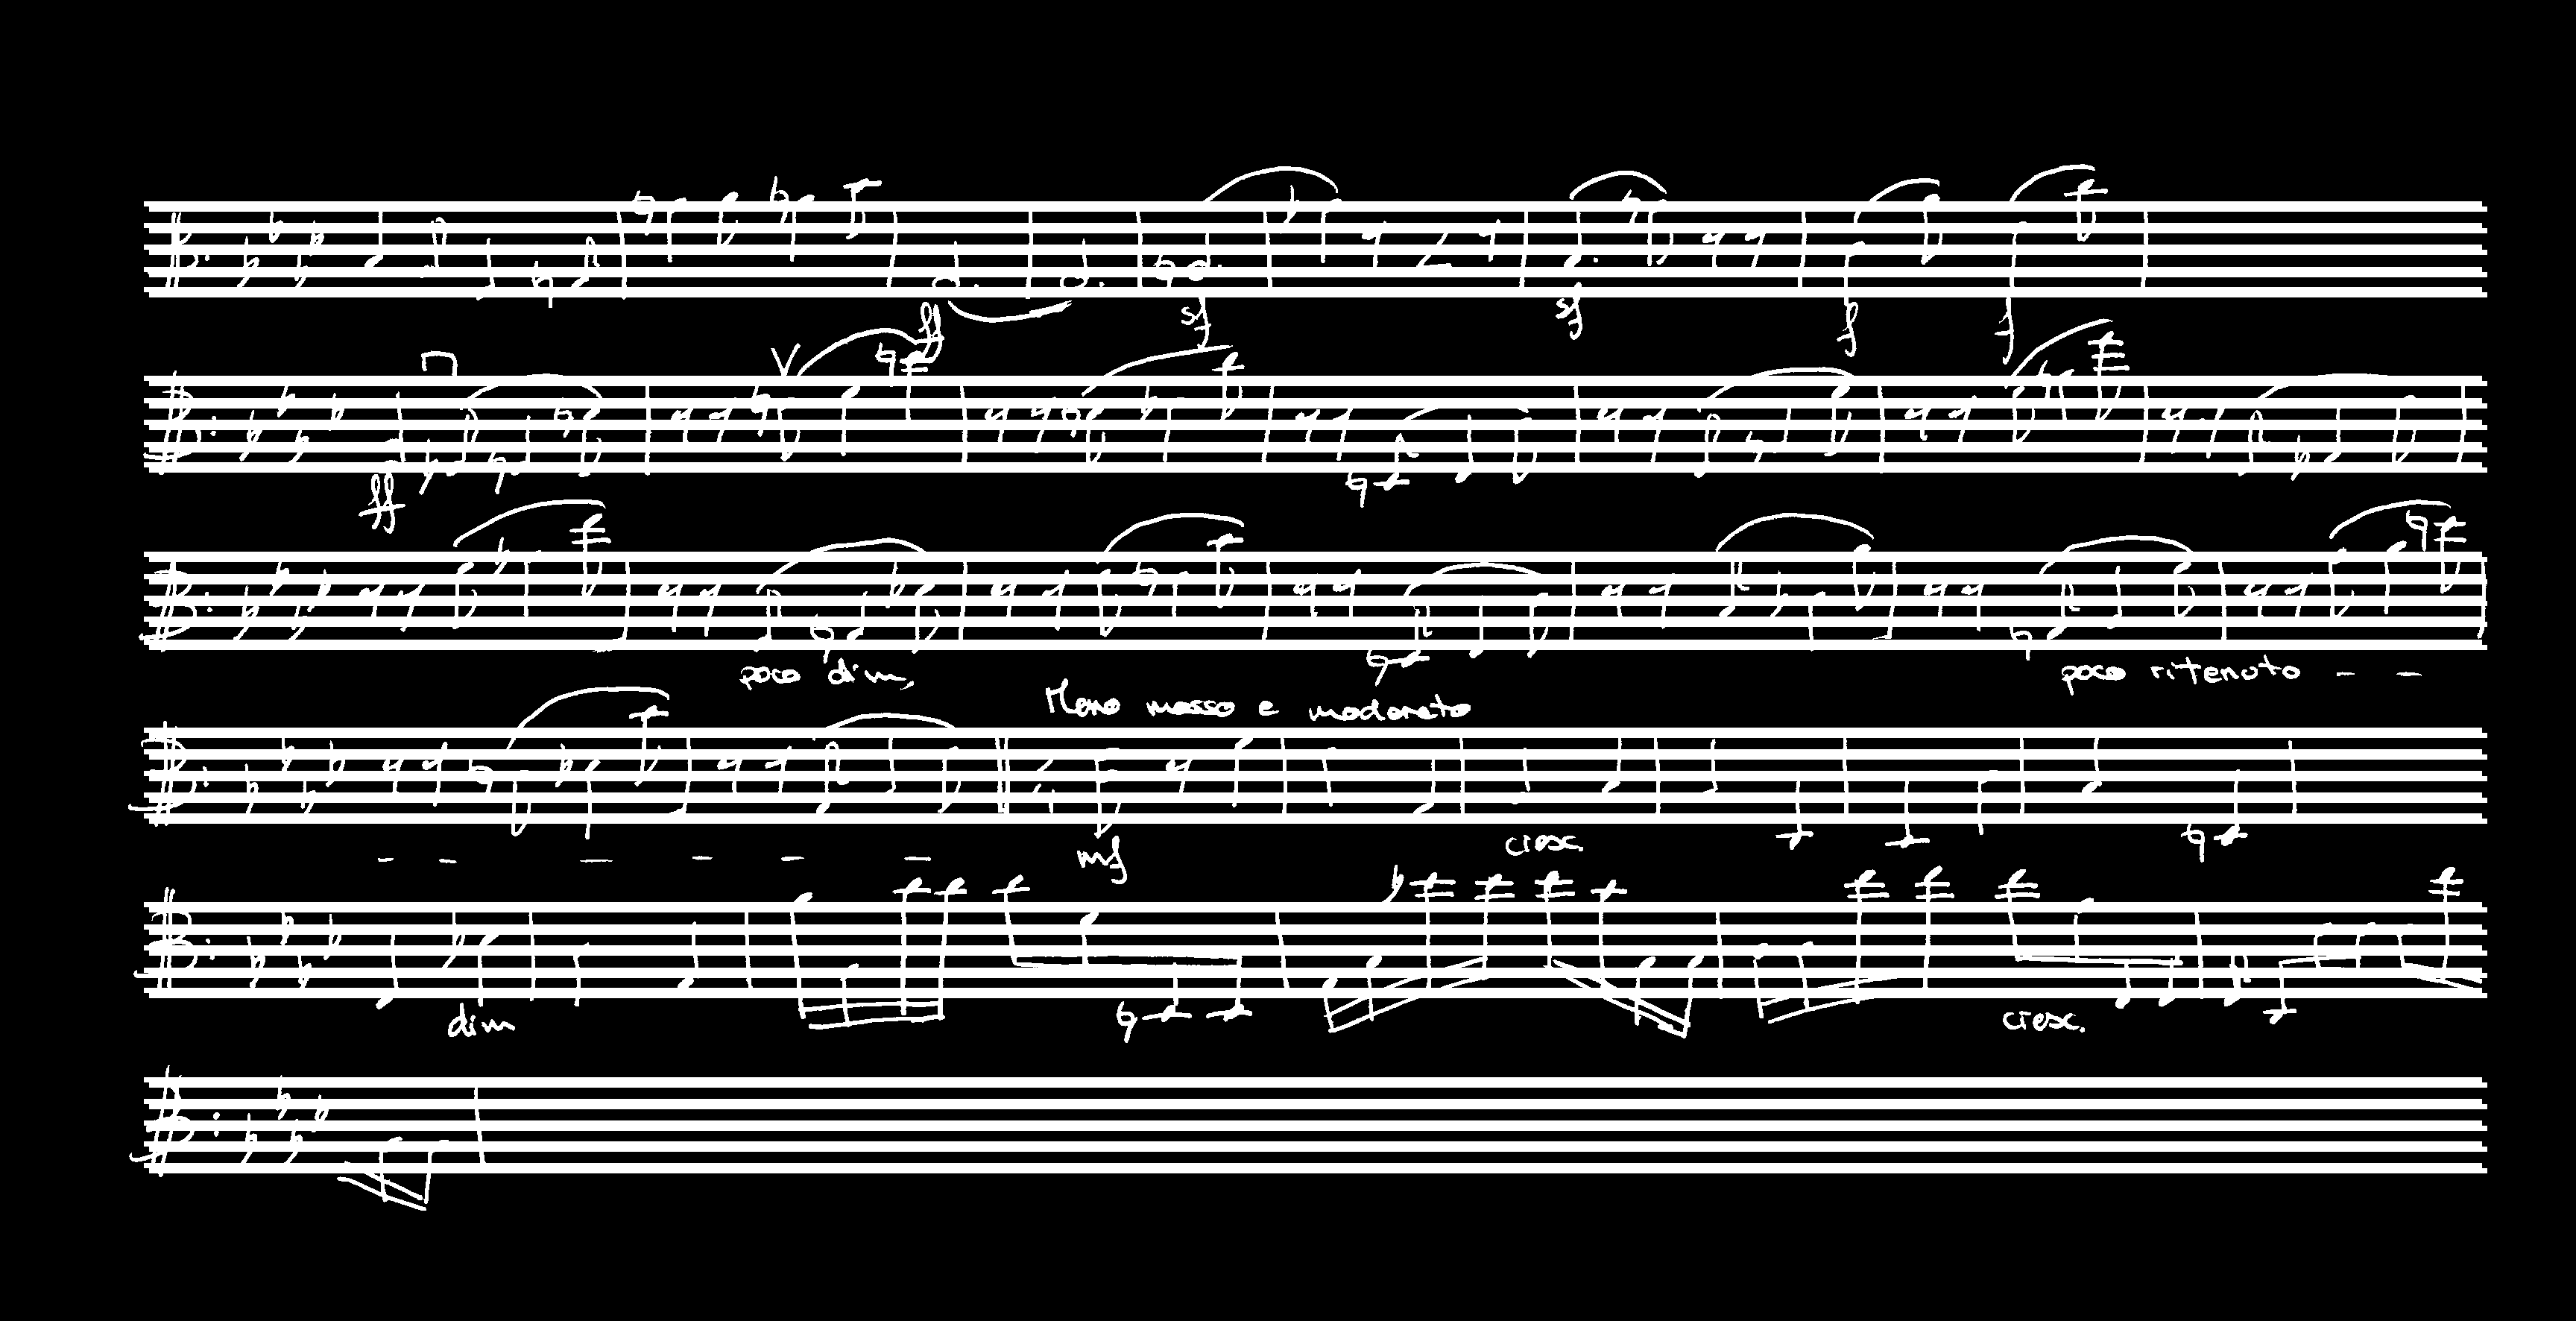 ff sf sf f f
ff
poco dim, poco ritenuto - -
Meno mosso e moderato
- - - - - - mf cresc.
dim cresc.